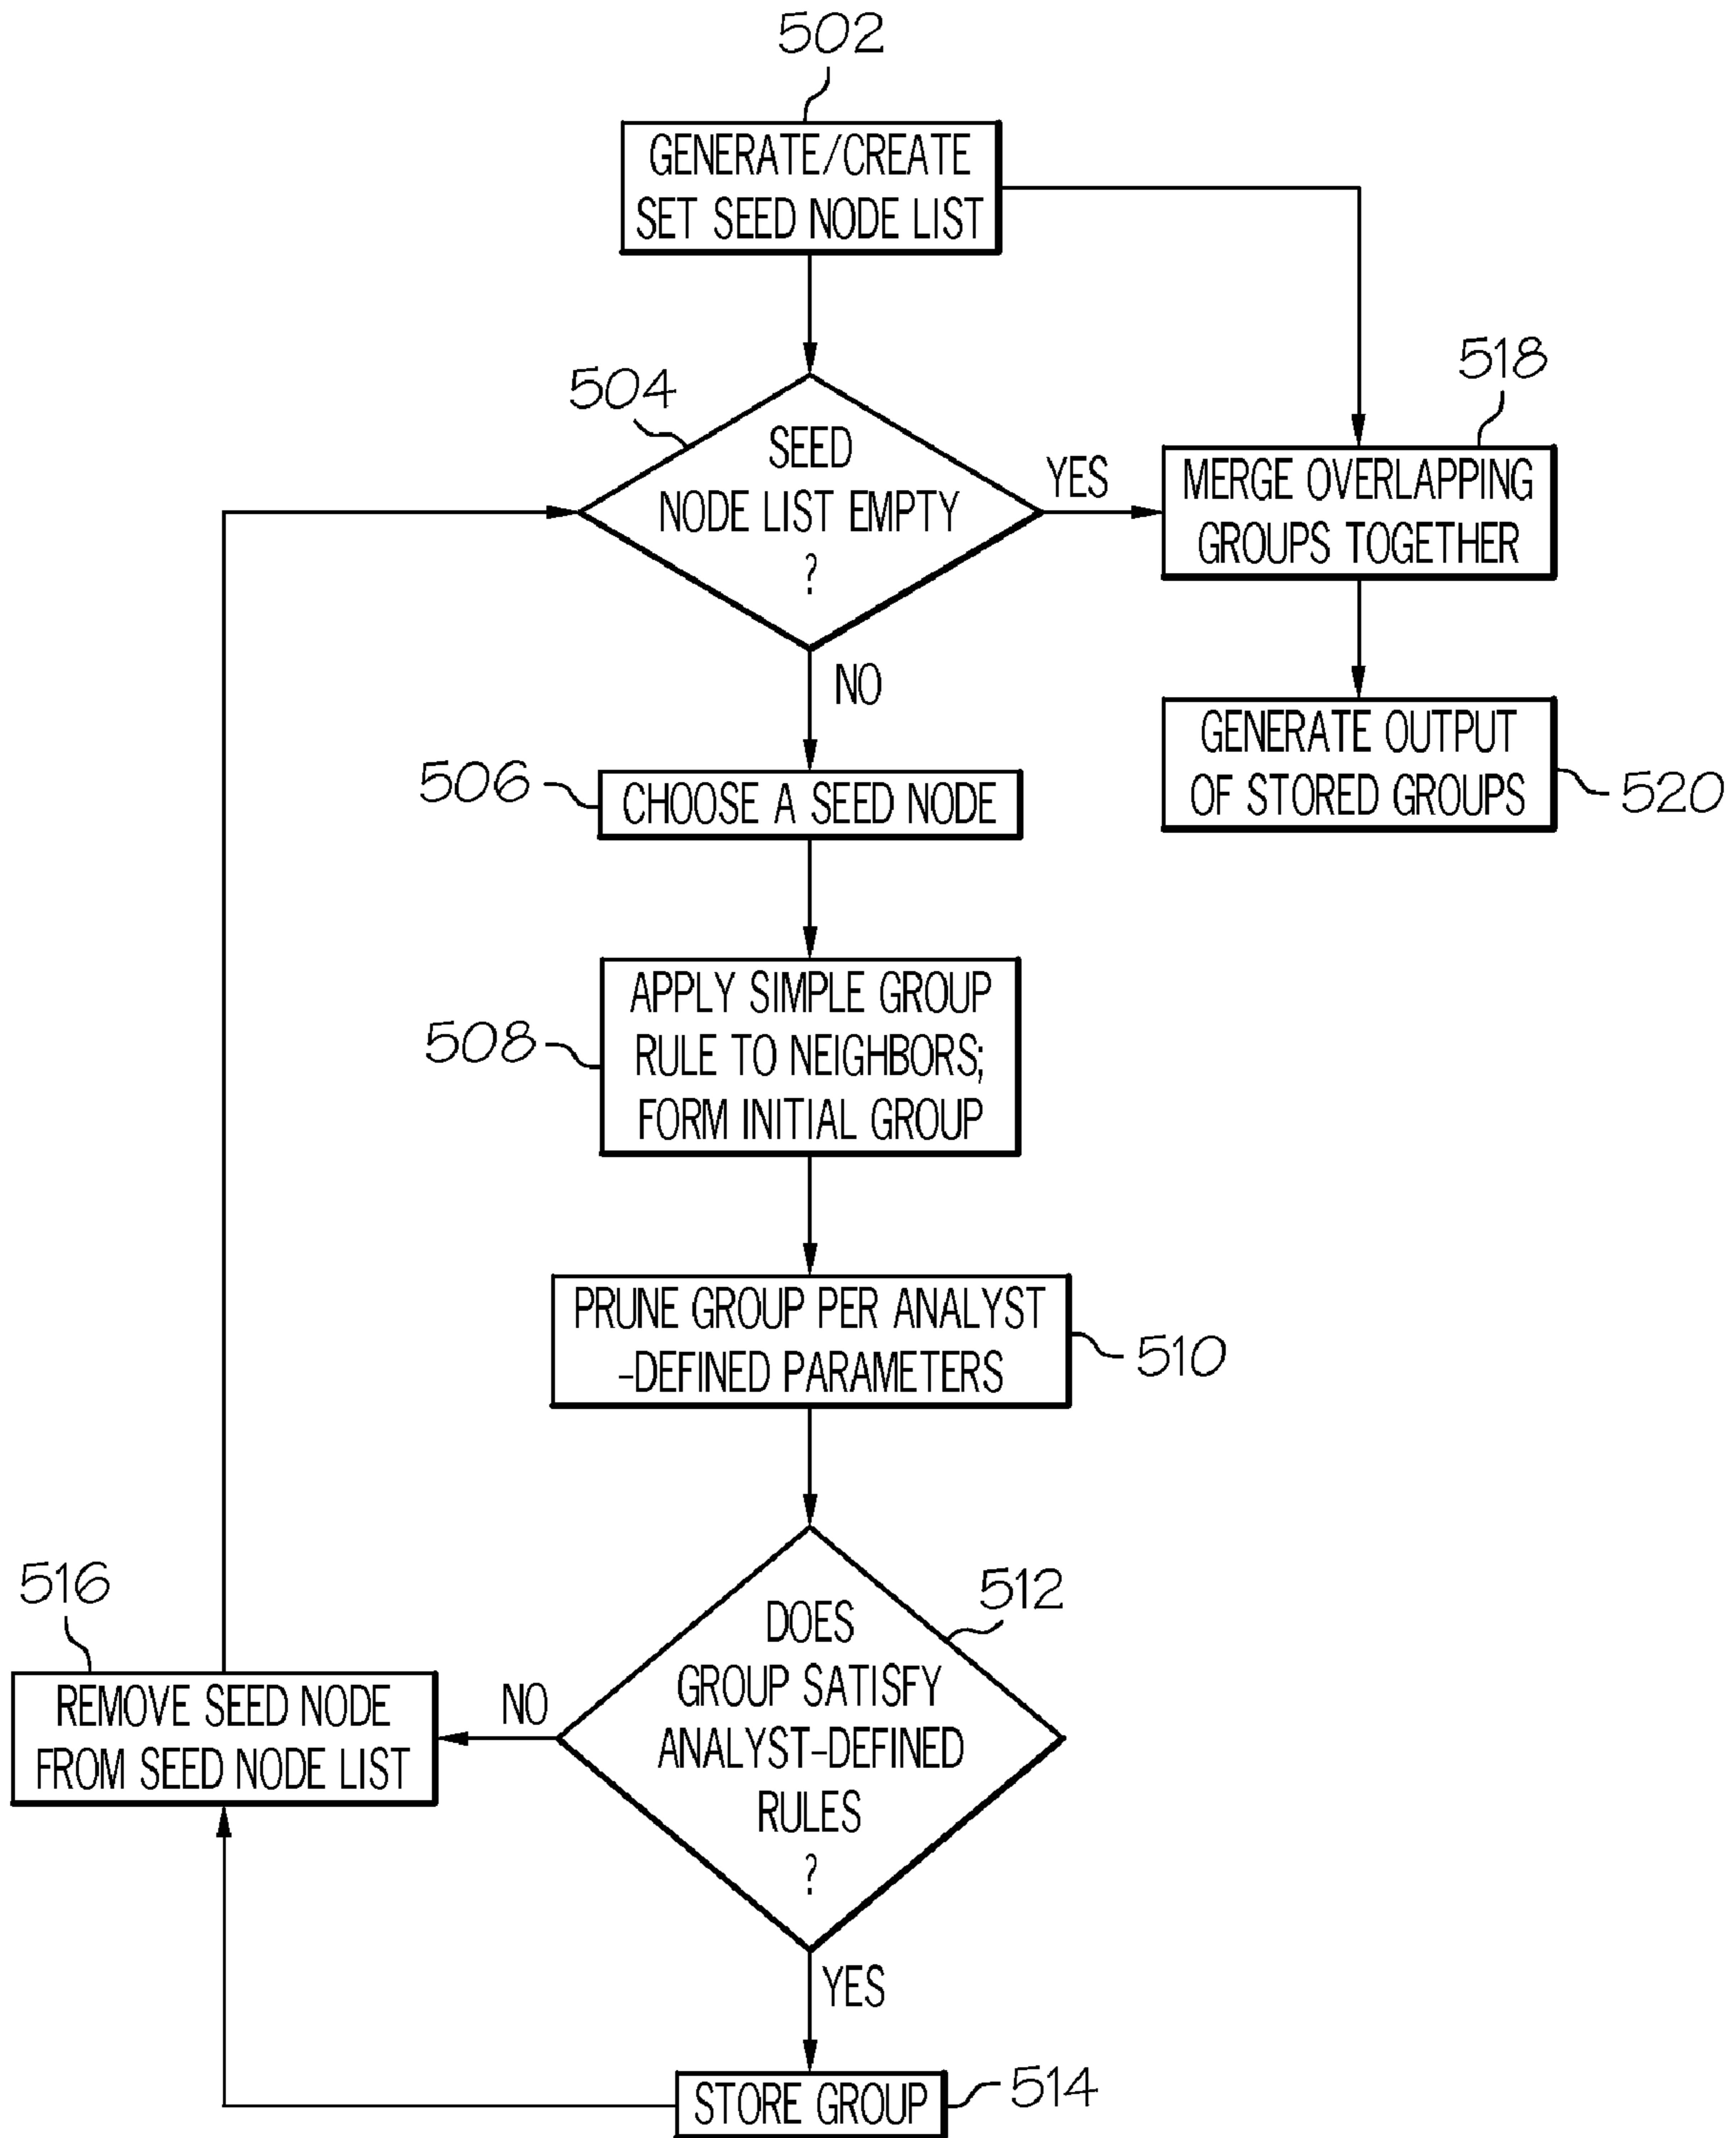 502
GENERATE/CREATE
SET SEED NODE LIST
504
SEED
NODE LIST EMPTY
?
YES
518
MERGE OVERLAPPING
GROUPS TOGETHER
NO
GENERATE OUTPUT
OF STORED GROUPS
520
506
CHOOSE A SEED NODE
508
APPLY SIMPLE GROUP
RULE TO NEIGHBORS;
FORM INITIAL GROUP
PRUNE GROUP PER ANALYST
-DEFINED PARAMETERS
510
512
DOES
GROUP SATISFY
ANALYST-DEFINED
RULES
?
NO
516
REMOVE SEED NODE
FROM SEED NODE LIST
YES
STORE GROUP
514